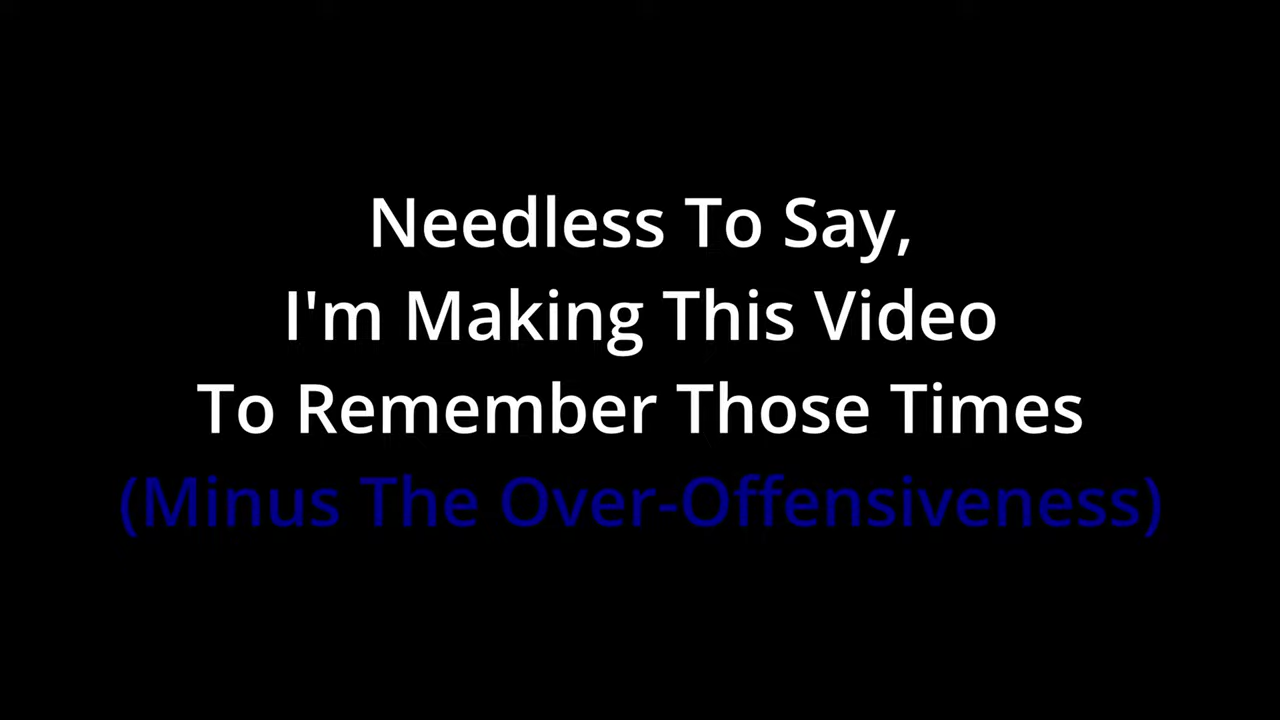 Needless To Say,
I'm Making This Video
To Remember Those Times
(Minus The Over-Offensiveness)